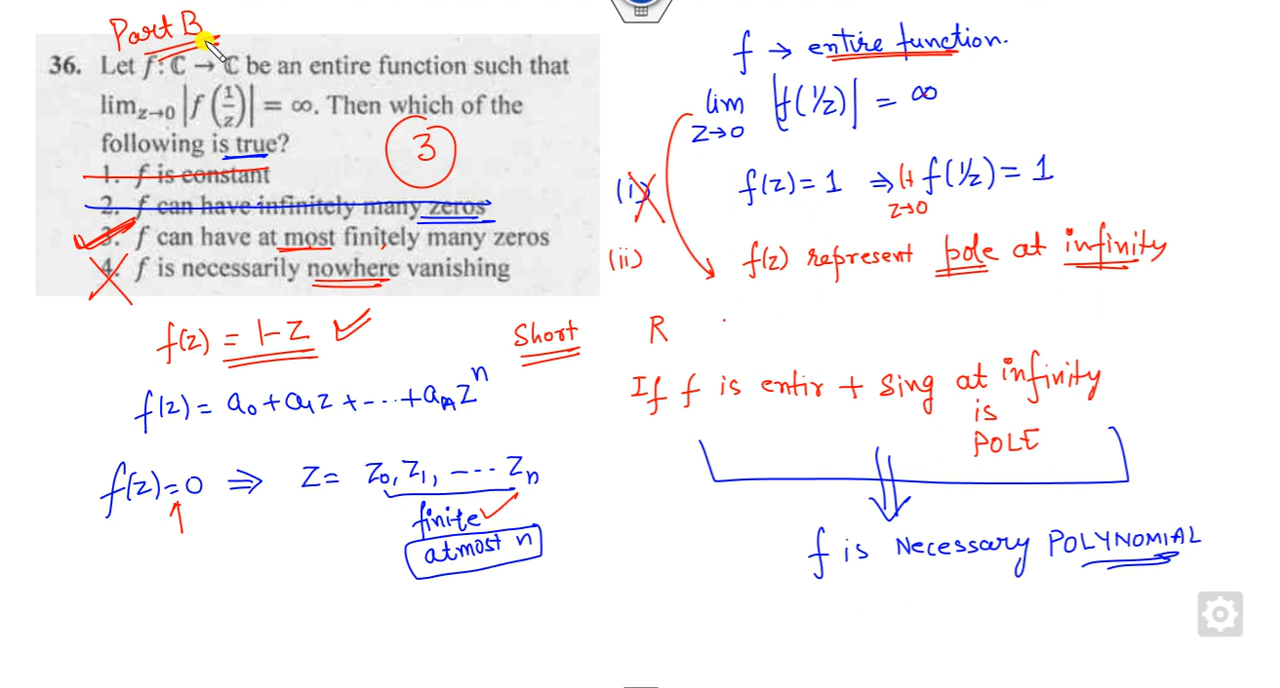 Part B
36. Let f: ℂ → ℂ be an entire function such that
lim_{z→0} |f(1/z)| = ∞. Then which of the
following is true?
1. f is constant
2. f can have infinitely many zeros
3. f can have at most finitely many zeros
4. f is necessarily nowhere vanishing
3
f(z) = 1-z ✓
Short
f(z) = a₀+a₁z+---+aₙzⁿ
f(z)=0 ⇒ z= z₀,z₁, --- zₙ
finite ✓
atmost n
f → entire function.
lim_{z→0} |f(1/z)| = ∞
(i) f(z)=1 ⇒ lt_{z→0} f(1/z)=1
(ii) f(z) represent pole at infinity
R
If f is entir + sing at infinity
is
POLE
f is Necessary POLYNOMIAL